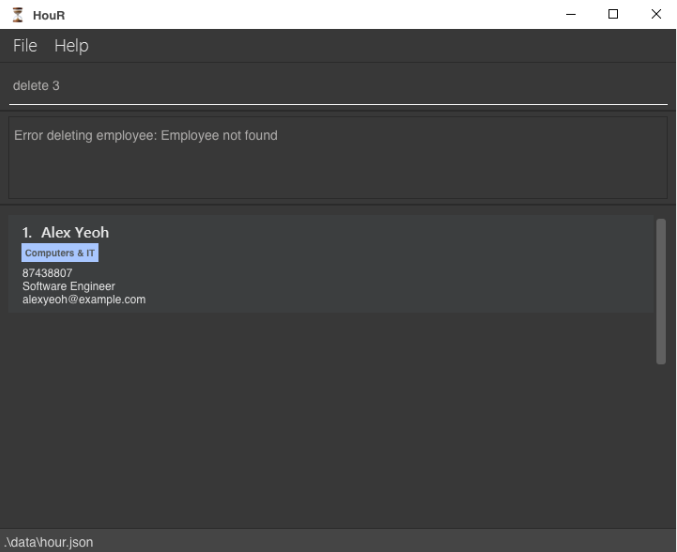 HouR
File Help
delete 3
Error deleting employee: Employee not found
1. Alex Yeoh
Computers & IT
87438807
Software Engineer
alexyeoh@example.com
.\data\hour.json